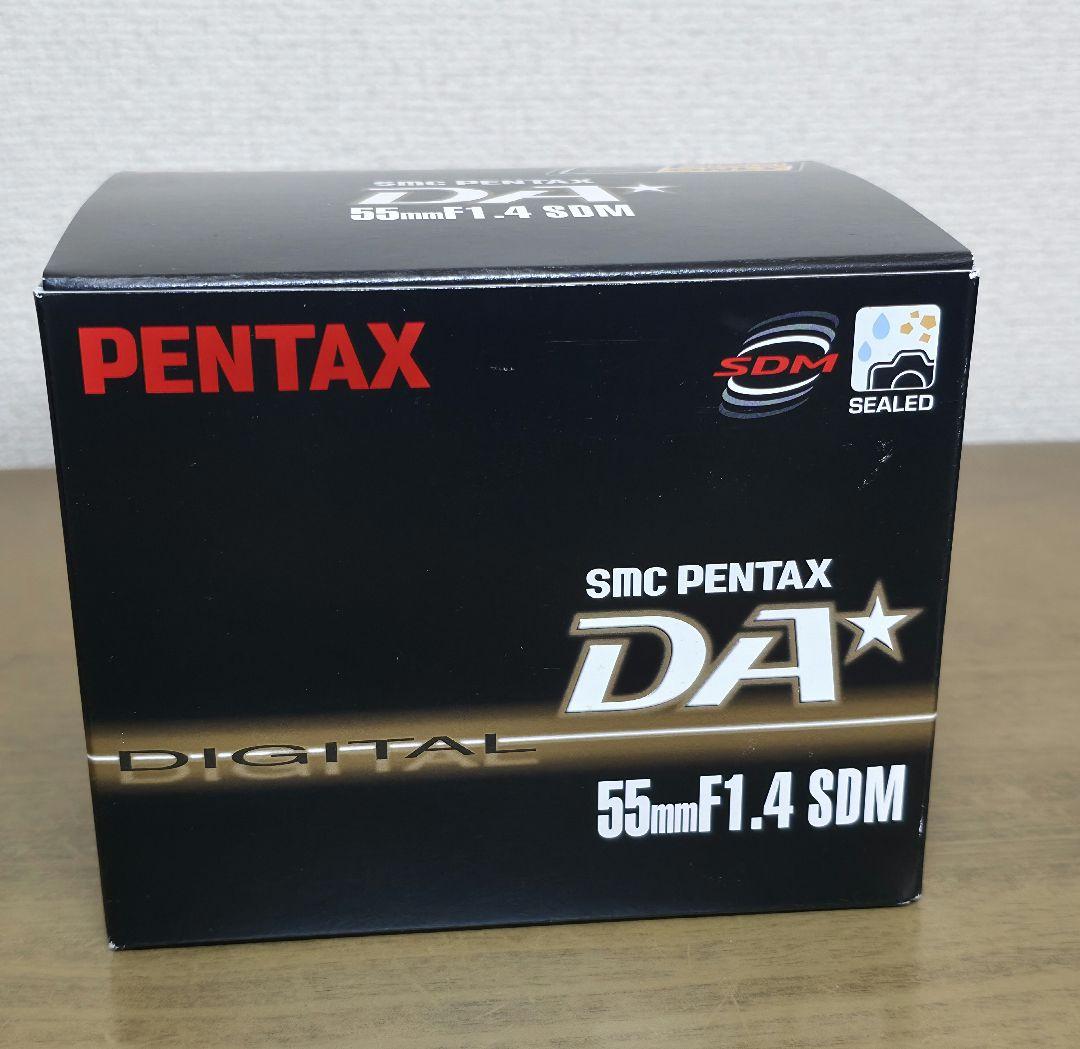 smc PENTAX
DA★
55mmF1.4 SDM
PENTAX
SDM
SEALED
smc PENTAX
DA★
DIGITAL
55mmF1.4 SDM